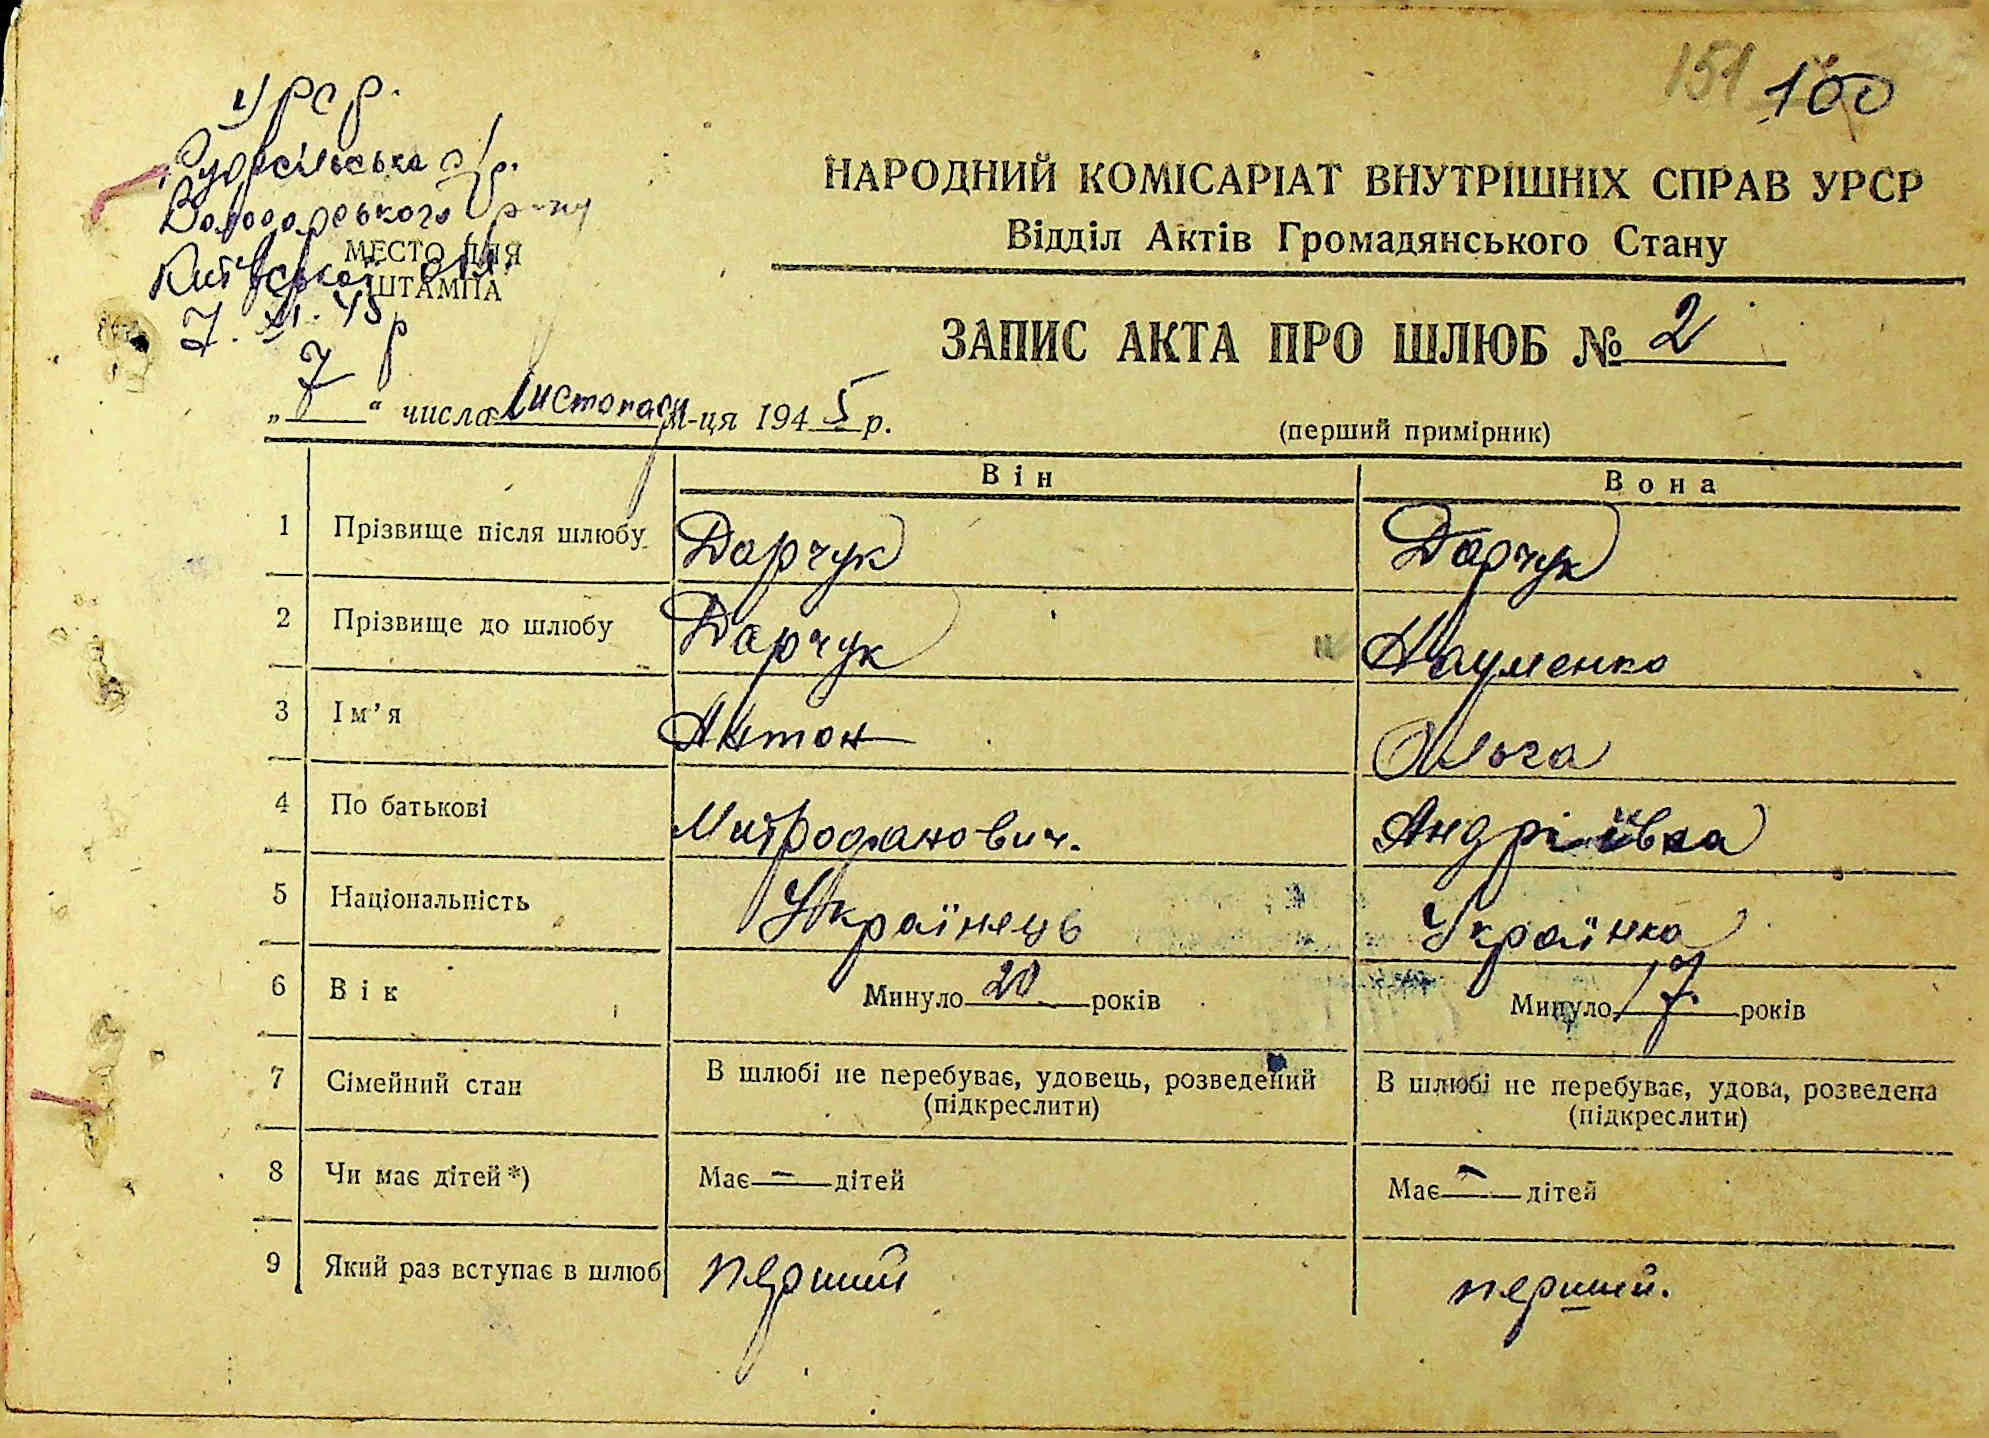 151 100
УРСР.
Рудосільська с/р.
Володарського р-ну
Київської обл.
МЕСТО ДЛЯ
ШТАМПА
7. XI. 45 р
НАРОДНИЙ КОМІСАРІАТ ВНУТРІШНІХ СПРАВ УРСР
Відділ Актів Громадянського Стану
ЗАПИС АКТА ПРО ШЛЮБ № 2
„ 7 “ числа листопада м-ця 1945 р.
(перший примірник)
Він Вона
1 Прізвище після шлюбу Дарчук Дарчук
2 Прізвище до шлюбу Дарчук Науменко
3 Ім’я Антон Ольга
4 По батькові Митрофанович. Андріївна
5 Національність Українець Українка
6 Вік Минуло 20 років Минуло 17 років
7 Сімейний стан В шлюбі не перебуває, удовець, розведений В шлюбі не перебуває, удова, розведена
(підкреслити) (підкреслити)
8 Чи має дітей*) Має — дітей Має — дітей
9 Який раз вступає в шлюб перший перший.